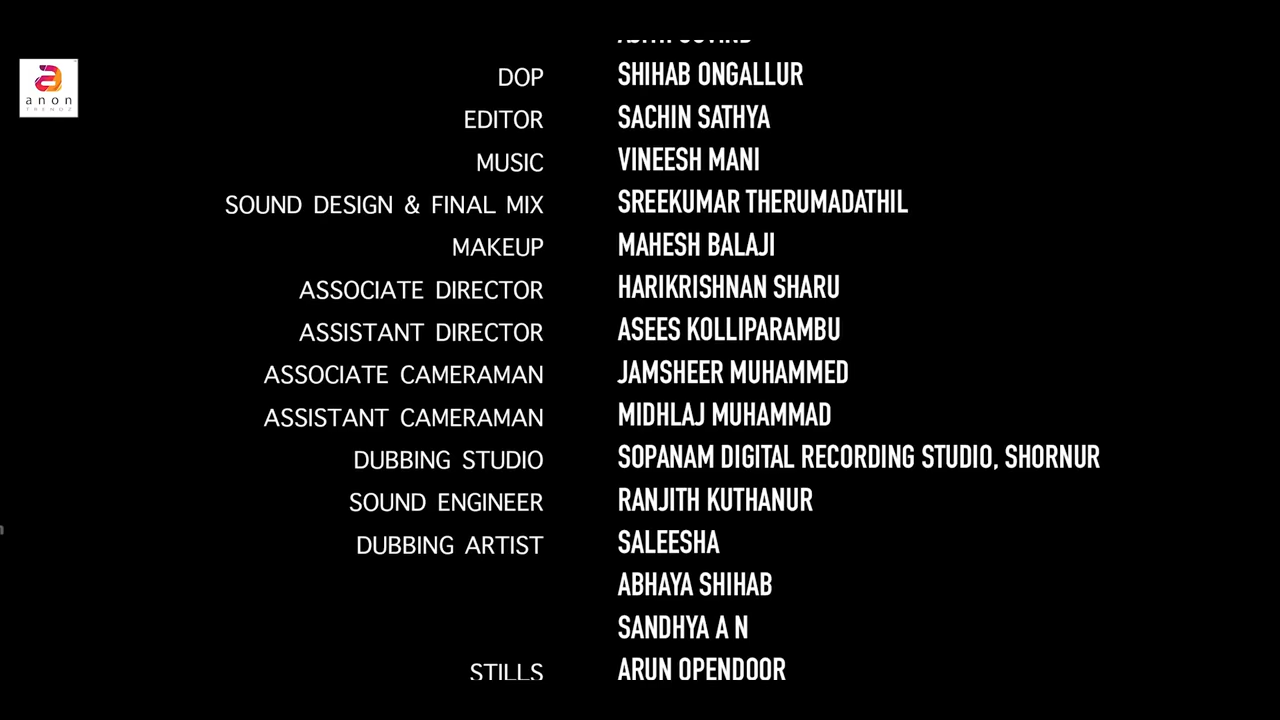 anon
TRENDZ
DOP SHIHAB ONGALLUR
EDITOR SACHIN SATHYA
MUSIC VINEESH MANI
SOUND DESIGN & FINAL MIX SREEKUMAR THERUMADATHIL
MAKEUP MAHESH BALAJI
ASSOCIATE DIRECTOR HARIKRISHNAN SHARU
ASSISTANT DIRECTOR ASEES KOLLIPARAMBU
ASSOCIATE CAMERAMAN JAMSHEER MUHAMMED
ASSISTANT CAMERAMAN MIDHLAJ MUHAMMAD
DUBBING STUDIO SOPANAM DIGITAL RECORDING STUDIO, SHORNUR
SOUND ENGINEER RANJITH KUTHANUR
DUBBING ARTIST SALEESHA
ABHAYA SHIHAB
SANDHYA A N
STILLS ARUN OPENDOOR